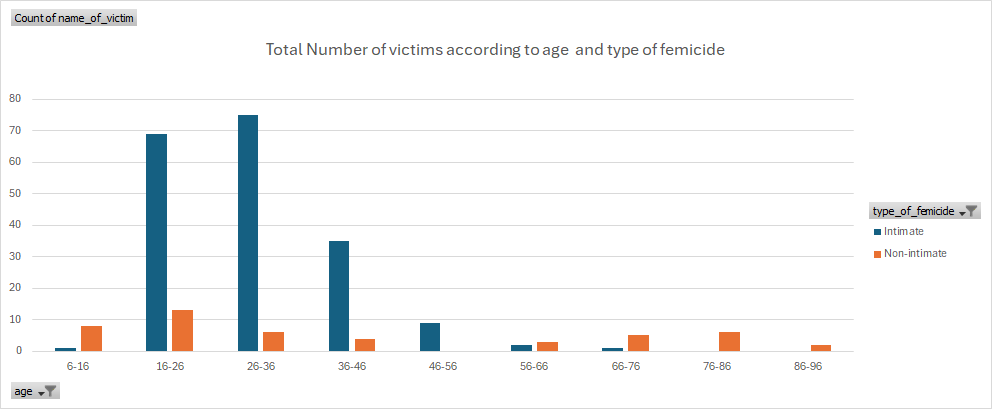 Count of name_of_victim
Total Number of victims according to age and type of femicide
80
70
60
50
40
30
20
10
0
6-16 16-26 26-36 36-46 46-56 56-66 66-76 76-86 86-96
type_of_femicide
Intimate
Non-intimate
age